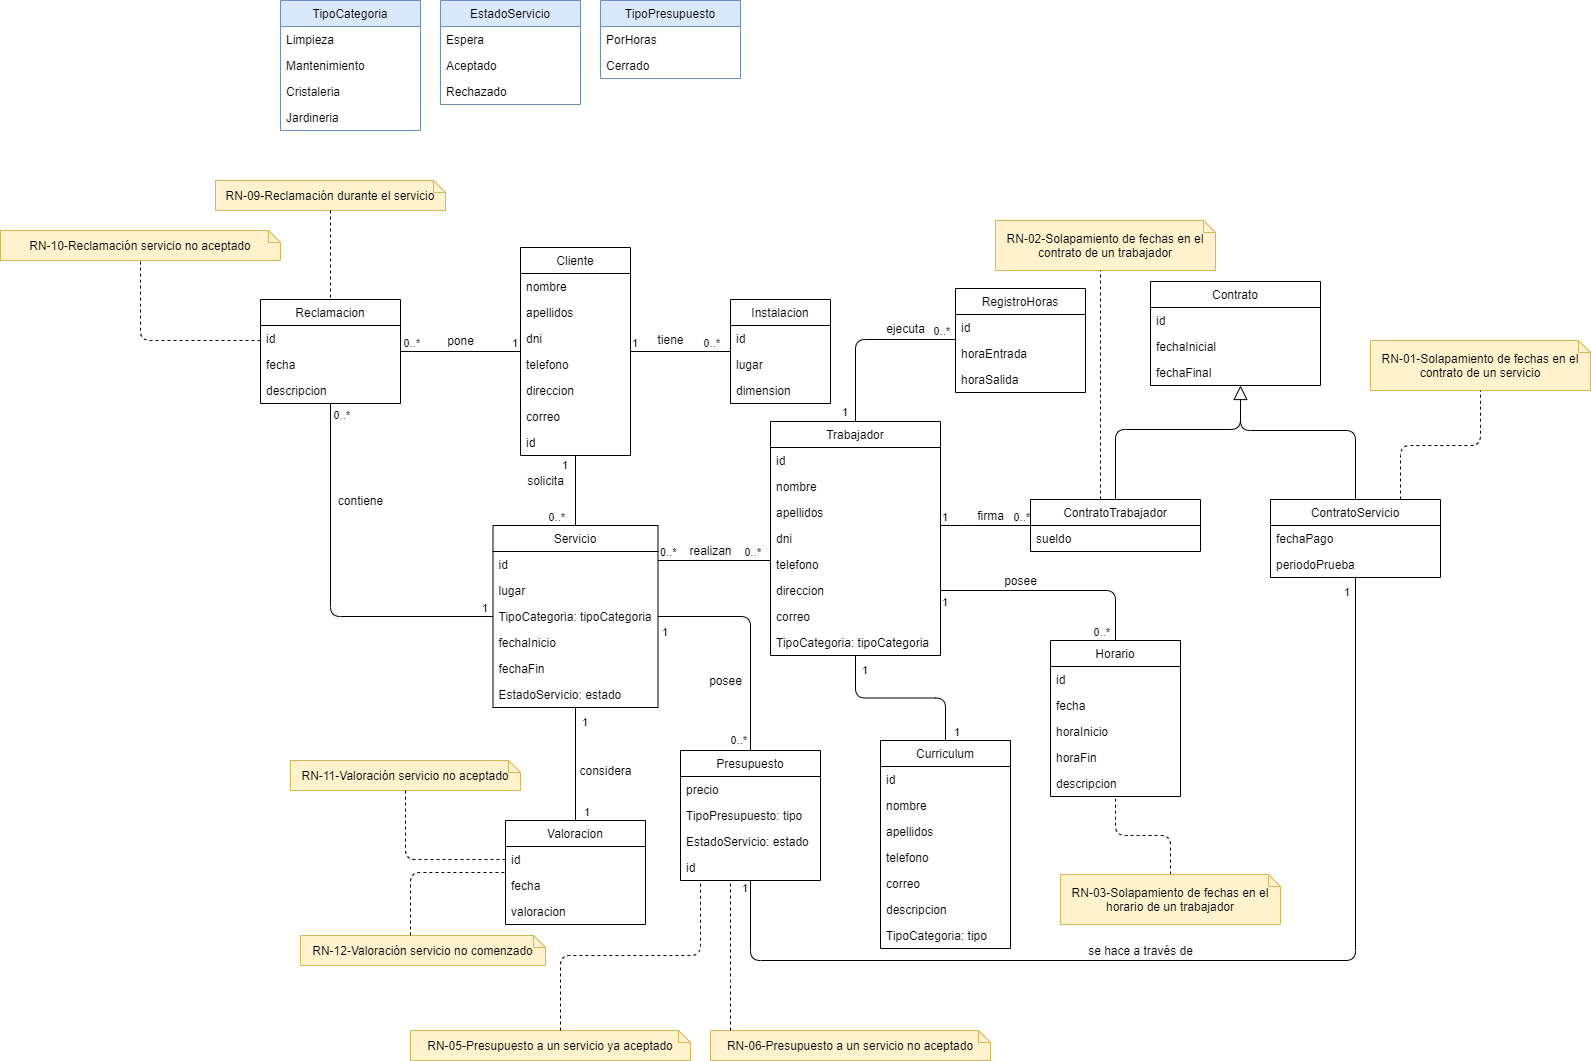 TipoCategoria
Limpieza
Mantenimiento
Cristaleria
Jardineria
EstadoServicio
Espera
Aceptado
Rechazado
TipoPresupuesto
PorHoras
Cerrado
RN-09-Reclamación durante el servicio
RN-10-Reclamación servicio no aceptado
Reclamacion
id
fecha
descripcion
0..*
pone
1
0..*
contiene
1
Cliente
nombre
apellidos
dni
telefono
direccion
correo
id
1
tiene
0..*
Instalacion
id
lugar
dimension
1
solicita
0..*
Servicio
id
lugar
TipoCategoria: tipoCategoria
fechaInicio
fechaFin
EstadoServicio: estado
0..*
realizan
0..*
1
posee
0..*
1
considera
1
RN-11-Valoración servicio no aceptado
Valoracion
id
fecha
valoracion
RN-12-Valoración servicio no comenzado
Presupuesto
precio
TipoPresupuesto: tipo
EstadoServicio: estado
id
1
RN-05-Presupuesto a un servicio ya aceptado
RN-06-Presupuesto a un servicio no aceptado
RegistroHoras
id
horaEntrada
horaSalida
ejecuta
0..*
1
Trabajador
id
nombre
apellidos
dni
telefono
direccion
correo
TipoCategoria: tipoCategoria
1
firma
0..*
1
posee
0..*
1
1
Curriculum
id
nombre
apellidos
telefono
correo
descripcion
TipoCategoria: tipo
RN-02-Solapamiento de fechas en el
contrato de un trabajador
Contrato
id
fechaInicial
fechaFinal
RN-01-Solapamiento de fechas en el
contrato de un servicio
ContratoTrabajador
sueldo
ContratoServicio
fechaPago
periodoPrueba
1
Horario
id
fecha
horaInicio
horaFin
descripcion
RN-03-Solapamiento de fechas en el
horario de un trabajador
se hace a través de